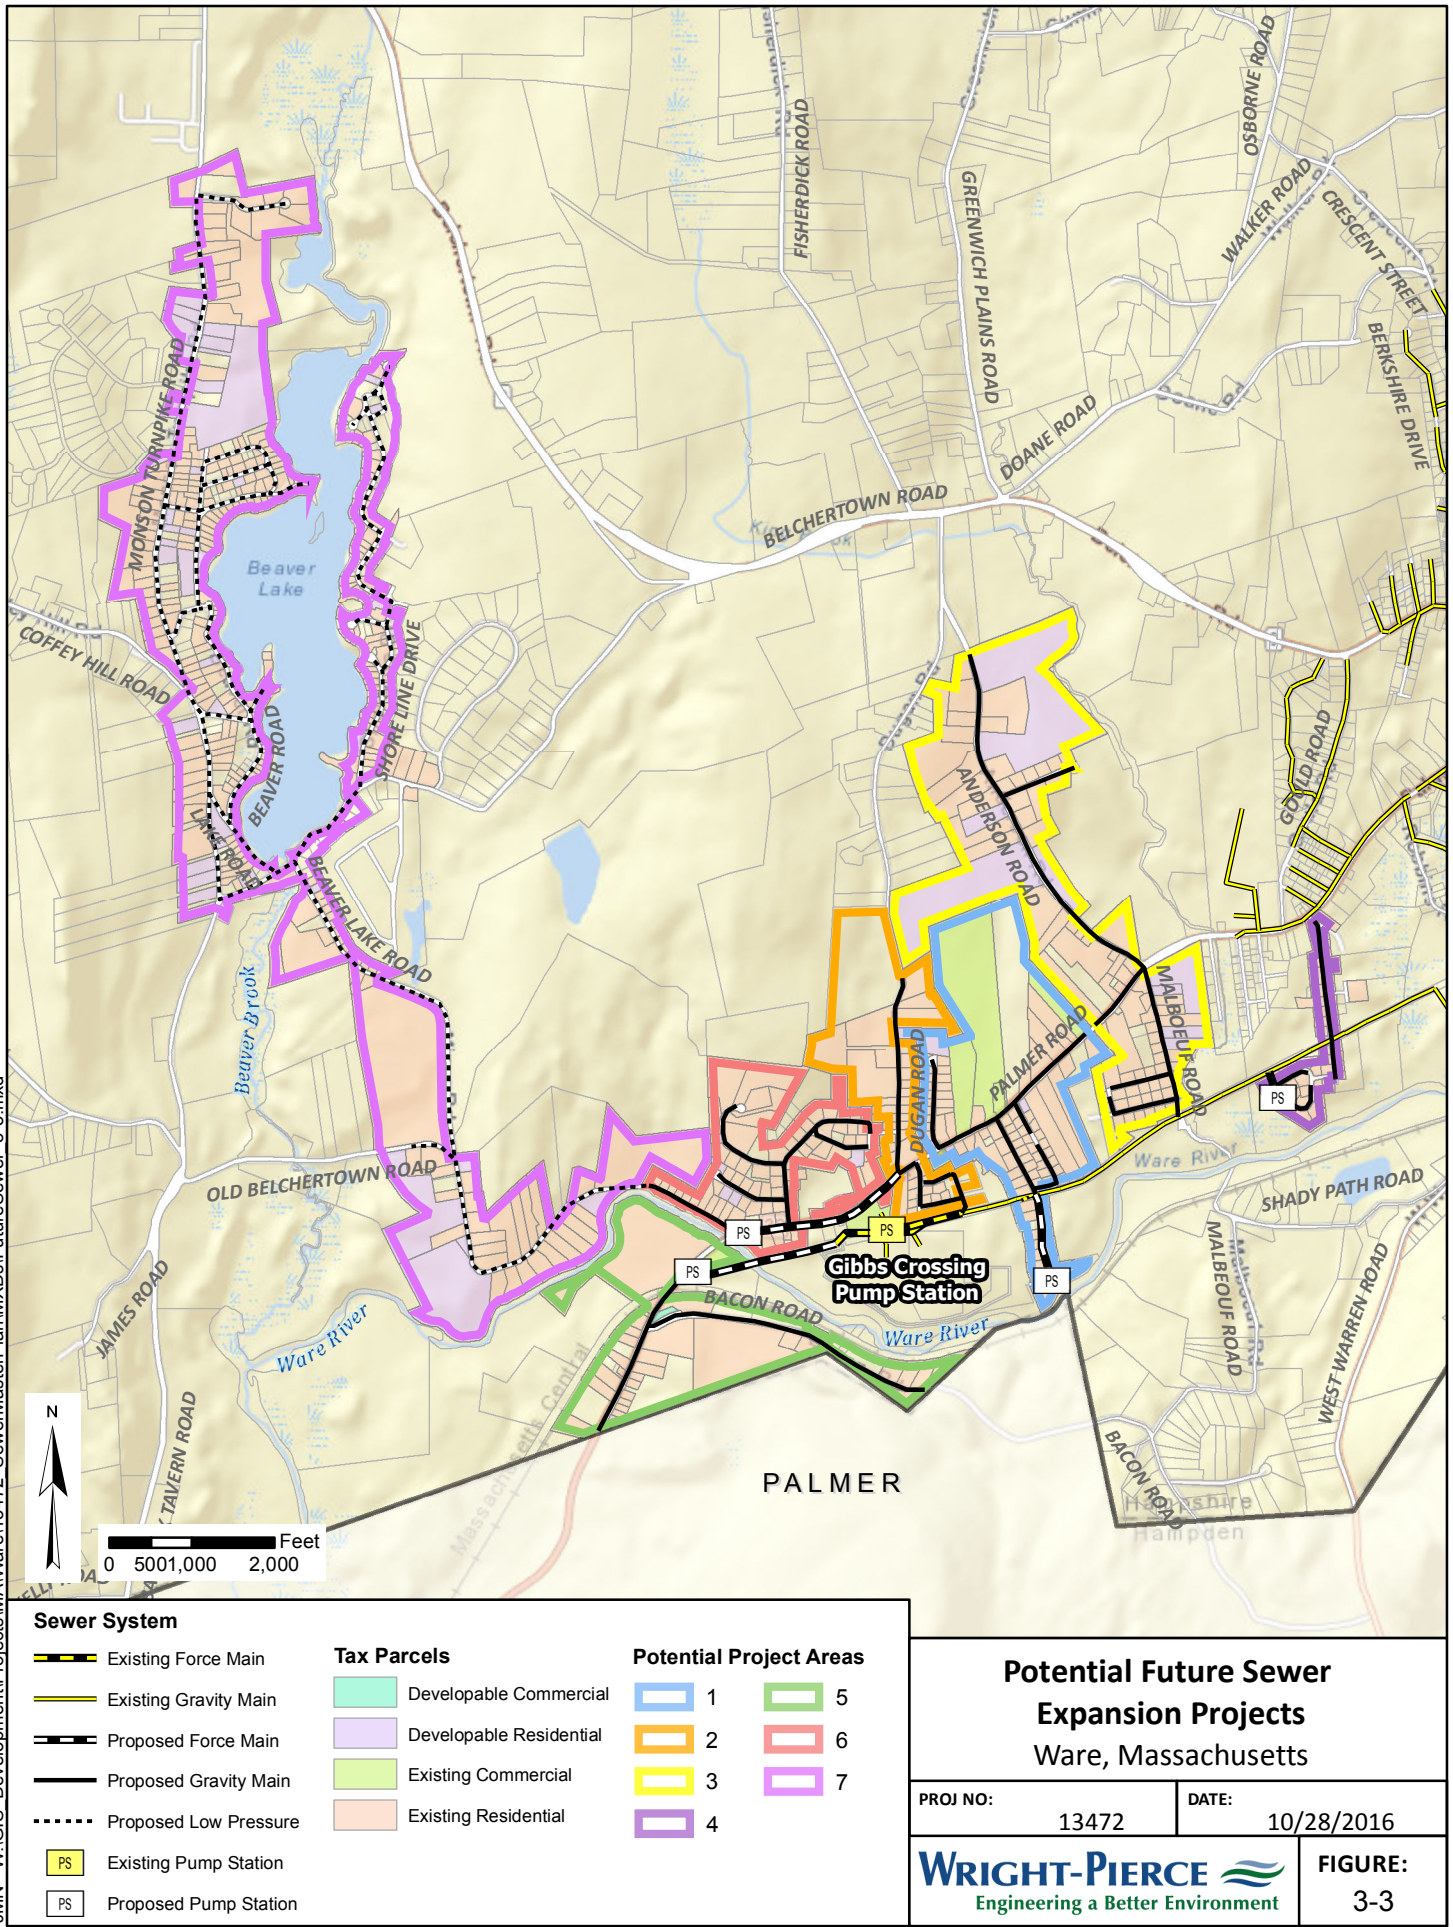 FISHERDICK ROAD
OSBORNE ROAD
WALKER ROAD
CRESCENT STREET
GREENWICH PLAINS ROAD
BERKSHIRE DRIVE
MONSON TURNPIKE ROAD
DOANE ROAD
BELCHERTOWN ROAD
Beaver
Lake
COFFEY HILL ROAD
SHORE LINE DRIVE
BEAVER ROAD
LAKE ROAD
BEAVER LAKE ROAD
GOULD ROAD
ANDERSON ROAD
Beaver Brook
MALBOEUF ROAD
PALMER ROAD
DUGAN ROAD
PS
Ware River
OLD BELCHERTOWN ROAD
SHADY PATH ROAD
PS
PS
PS
PS
Gibbs Crossing
Pump Station
BACON ROAD
Ware River
Ware River
JAMES ROAD
MALBEOUF ROAD
Malboeuf Rd
WEST WARREN ROAD
Massachusetts Central
TAVERN ROAD
BACON ROAD
PALMER
Hampshire
Hampden
N
Feet
0 500 1,000 2,000
Sewer System
Existing Force Main
Existing Gravity Main
Proposed Force Main
Proposed Gravity Main
Proposed Low Pressure
PS Existing Pump Station
PS Proposed Pump Station
Tax Parcels
Developable Commercial
Developable Residential
Existing Commercial
Existing Residential
Potential Project Areas
1
2
3
4
5
6
7
Potential Future Sewer
Expansion Projects
Ware, Massachusetts
PROJ NO:
13472
DATE:
10/28/2016
WRIGHT-PIERCE
Engineering a Better Environment
FIGURE:
3-3